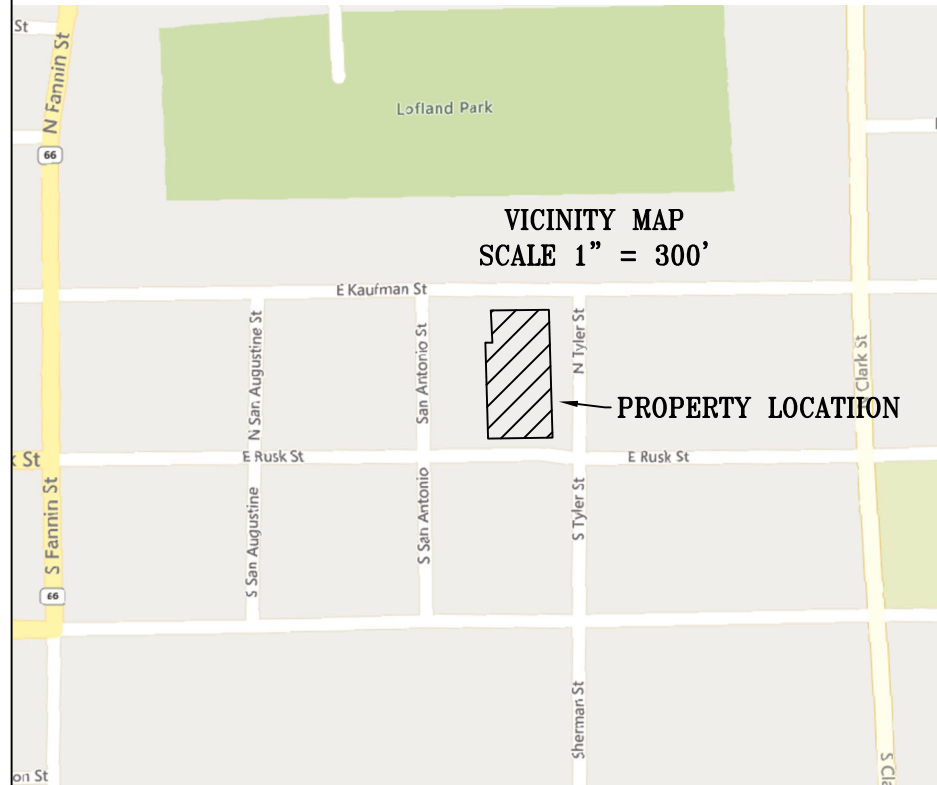 St
N Fannin St
66
Lofland Park
VICINITY MAP
SCALE 1” = 300’
E Kaufman St
N San Augustine St
San Antonio St
N Tyler St
Clark St
PROPERTY LOCATIION
k St
E Rusk St
E Rusk St
S Fannin St
S San Augustine
S San Antonio
S Tyler St
66
Sherman St
S Cla
on St